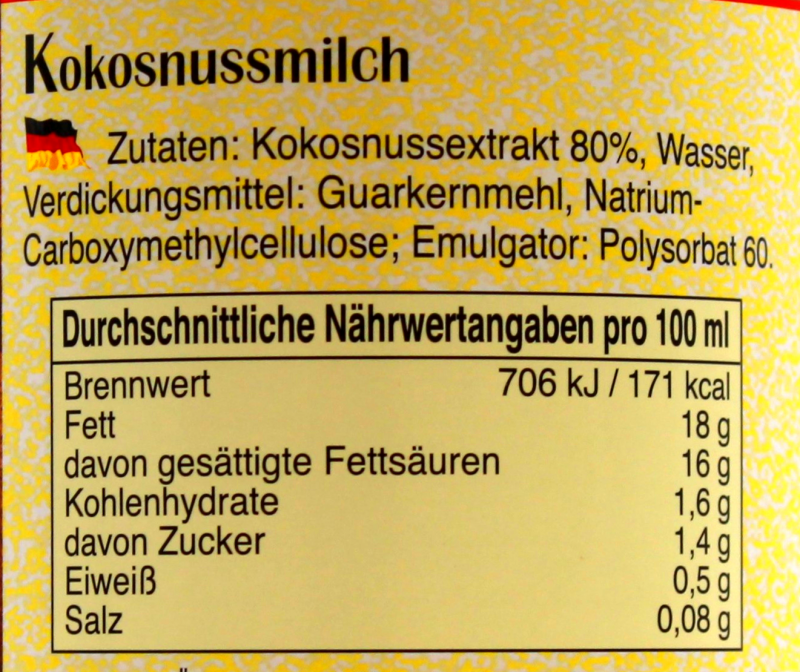 Kokosnussmilch
Zutaten: Kokosnussextrakt 80%, Wasser,
Verdickungsmittel: Guarkernmehl, Natrium-
Carboxymethylcellulose; Emulgator: Polysorbat 60.
Durchschnittliche Nährwertangaben pro 100 ml
Brennwert 706 kJ / 171 kcal
Fett 18 g
davon gesättigte Fettsäuren 16 g
Kohlenhydrate 1,6 g
davon Zucker 1,4 g
Eiweiß 0,5 g
Salz 0,08 g